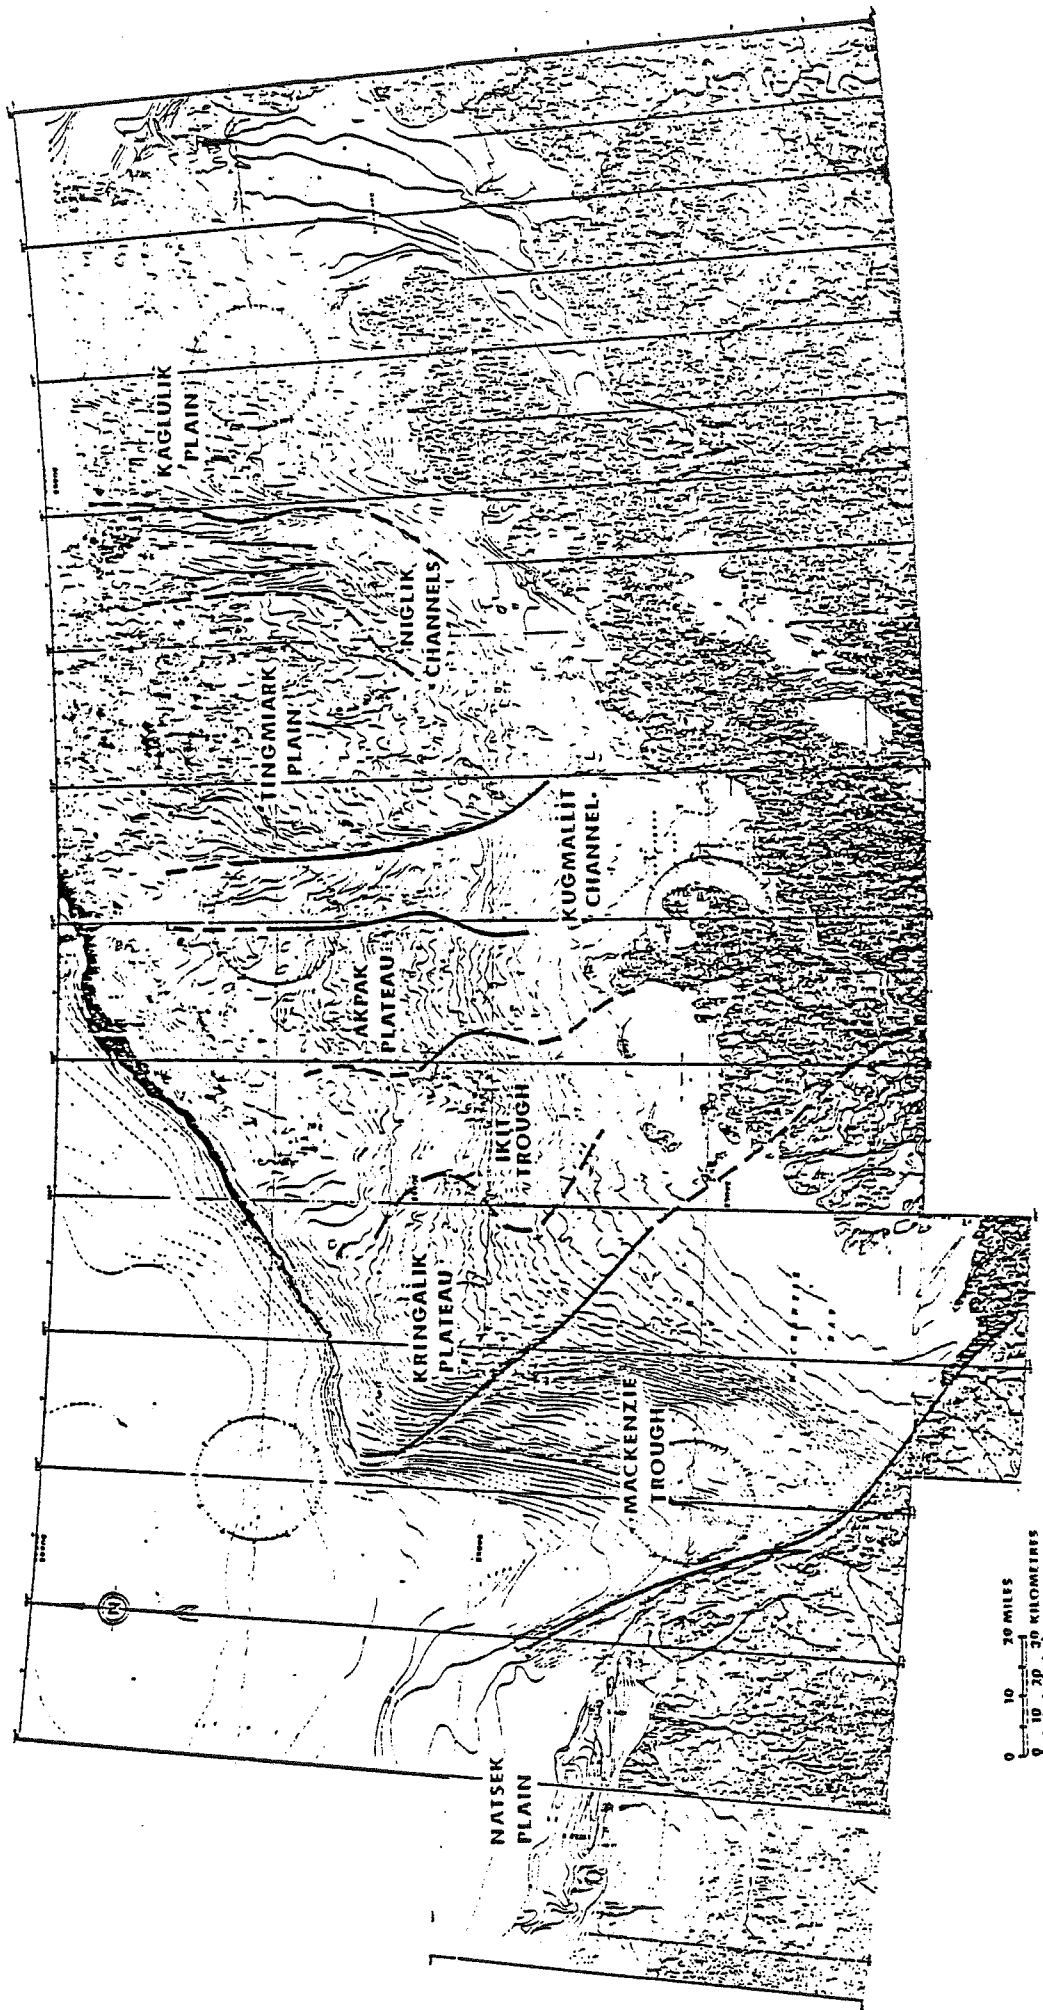 KAGLULIK
PLAIN
NIGLIK
CHANNELS
TINGMIARK
PLAIN
KUGMALLIT
CHANNEL
AKPAK
PLATEAU
IKIT
TROUGH
KRINGALIK
PLATEAU
MACKENZIE
TROUGH
NATSEK
PLAIN
N
0 10 20 MILES
0 10 20 30 KILOMETRES